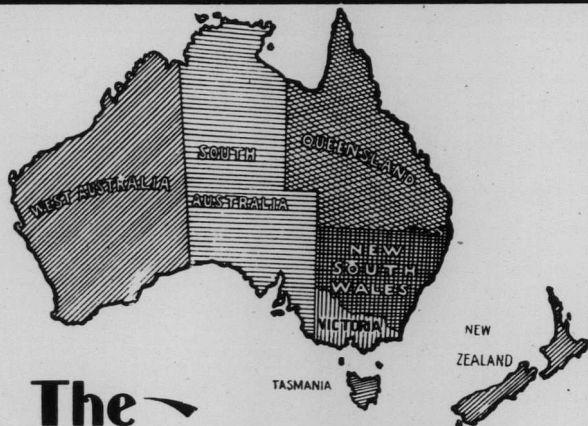 QUEENSLAND
SOUTH
WEST AUSTRALIA
AUSTRALIA
NEW
SOUTH
WALES
VICTORIA
NEW
ZEALAND
TASMANIA
The